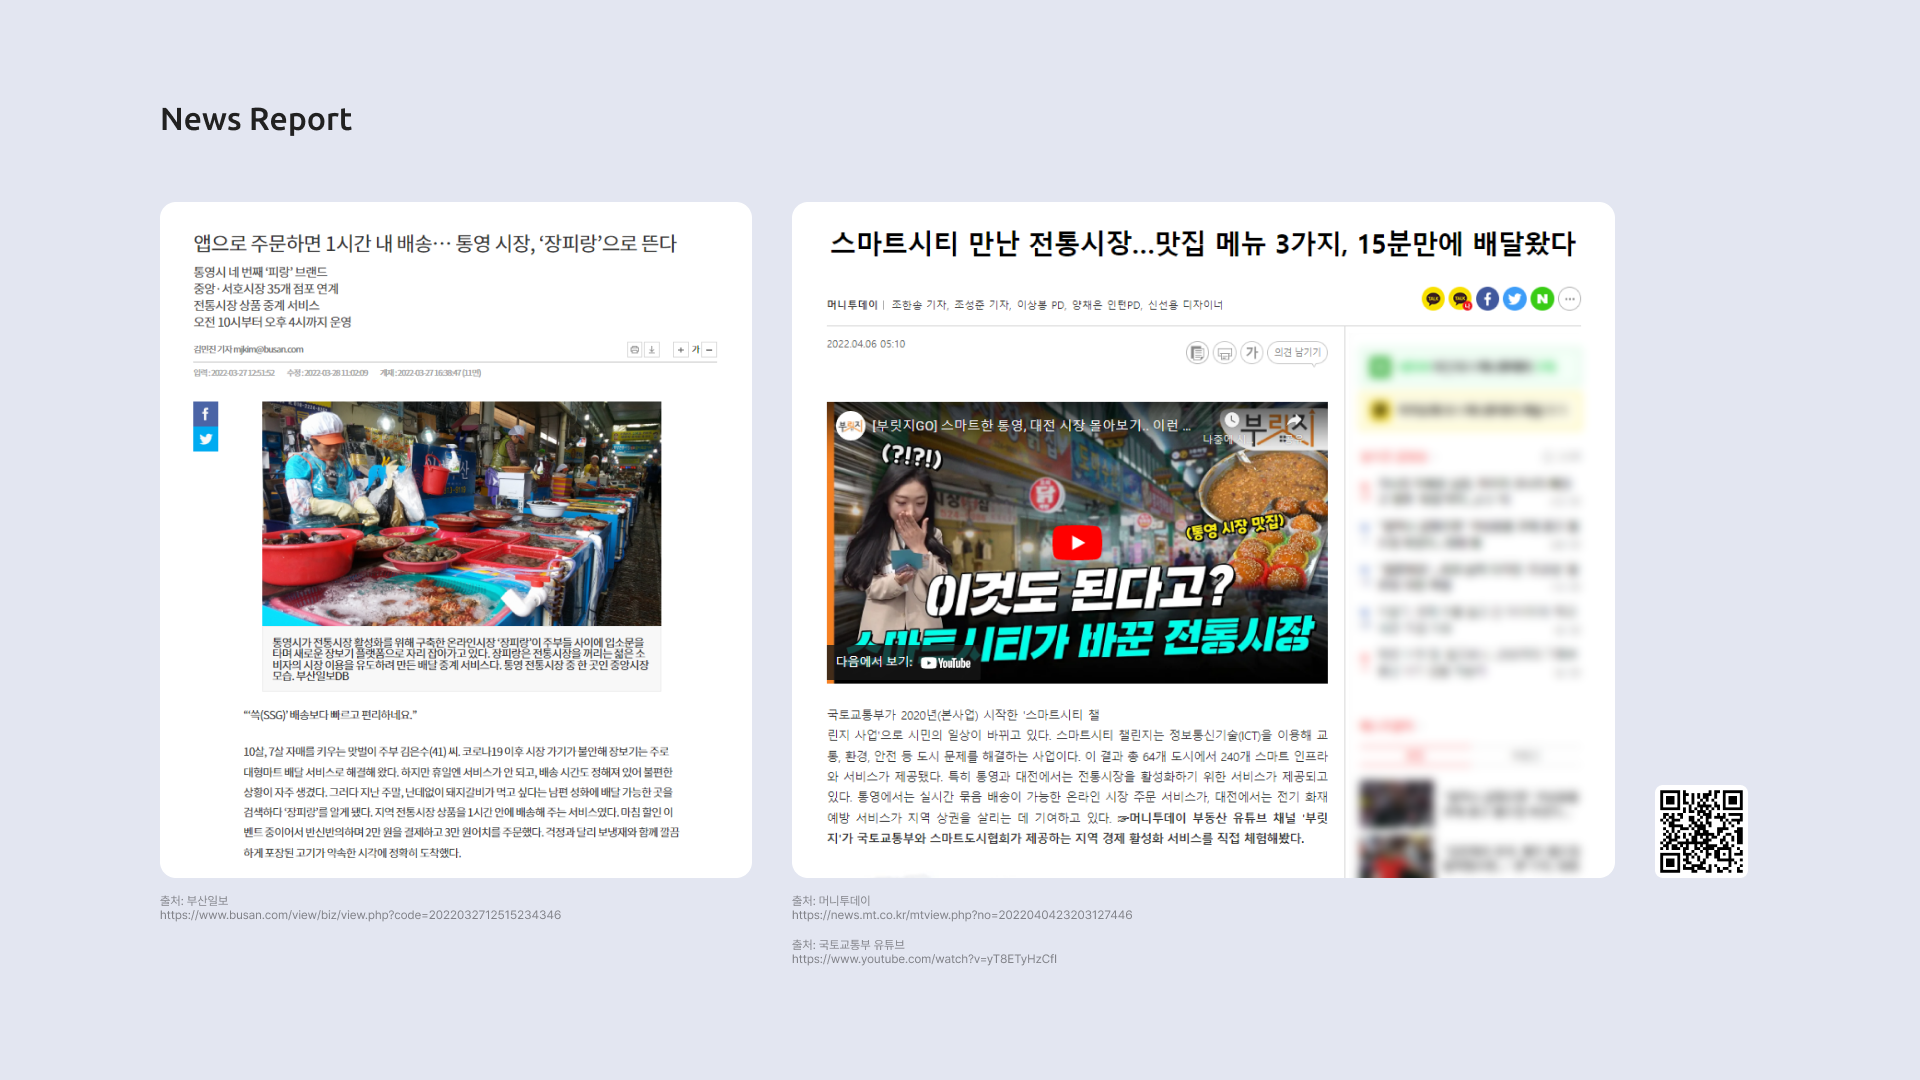 News Report
앱으로 주문하면 1시간 내 배송… 통영 시장, ‘장피랑’으로 뜬다
통영시 네 번째 ‘피랑’ 브랜드
중앙·서호시장 35개 점포 연계
전통시장 상품 중계 서비스
오전 10시부터 오후 4시까지 운영
김민진 기자 mjkim@busan.com
가
입력 : 2022-03-27 12:51:52 수정 : 2022-03-28 11:02:09 게재 : 2022-03-27 16:38:47 (11면)
통영시가 전통시장 활성화를 위해 구축한 온라인시장 ‘장피랑’이 주부들 사이에 입소문을
타며 새로운 장보기 플랫폼으로 자리 잡아가고 있다. 장피랑은 전통시장을 꺼리는 젊은 소
비자의 시장 이용을 유도하려 만든 배달 중계 서비스다. 통영 전통시장 중 한 곳인 중앙시장
모습. 부산일보DB
“‘쓱(SSG)’ 배송보다 빠르고 편리하네요.”
10살, 7살 자매를 키우는 맞벌이 주부 김은수(41) 씨. 코로나19 이후 시장 가기가 불안해 장보기는 주로
대형마트 배달 서비스로 해결해 왔다. 하지만 휴일엔 서비스가 안 되고, 배송 시간도 정해져 있어 불편한
상황이 자주 생겼다. 그러다 지난 주말, 난데없이 돼지갈비가 먹고 싶다는 남편 성화에 배달 가능한 곳을
검색하다 ‘장피랑’를 알게 됐다. 지역 전통시장 상품을 1시간 안에 배송해 주는 서비스였다. 마침 할인 이
벤트 중이어서 반신반의하며 2만 원을 결제하고 3만 원어치를 주문했다. 걱정과 달리 보냉재와 함께 깔끔
하게 포장된 고기가 약속한 시각에 정확히 도착했다.
출처: 부산일보
https://www.busan.com/view/biz/view.php?code=2022032712515234346
스마트시티 만난 전통시장...맛집 메뉴 3가지, 15분만에 배달왔다
머니투데이 | 조한송 기자, 조성준 기자, 이상봉 PD, 양채은 인턴PD, 신선용 디자이너
2022.04.06 05:10
가
의견 남기기
부릿지
[부릿지GO] 스마트한 통영, 대전 시장 돌아보기.. 이런 ...
부릿지
(?!?!)
(통영 시장 맛집)
이것도 된다고?
스마트시티가 바꾼 전통시장
다음에서 보기: YouTube
국토교통부가 2020년(본사업) 시작한 '스마트시티 챌
린지 사업'으로 시민의 일상이 바뀌고 있다. 스마트시티 챌린지는 정보통신기술(ICT)을 이용해 교
통, 환경, 안전 등 도시 문제를 해결하는 사업이다. 이 결과 총 64개 도시에서 240개 스마트 인프라
와 서비스가 제공됐다. 특히 통영과 대전에서는 전통시장을 활성화하기 위한 서비스가 제공되고
있다. 통영에서는 실시간 묶음 배송이 가능한 온라인 시장 주문 서비스가, 대전에서는 전기 화재
예방 서비스가 지역 상권을 살리는 데 기여하고 있다. ☞머니투데이 부동산 유튜브 채널 '부릿
지'가 국토교통부와 스마트도시협회가 제공하는 지역 경제 활성화 서비스를 직접 체험해봤다.
출처: 머니투데이
https://news.mt.co.kr/mtview.php?no=2022040423203127446
출처: 국토교통부 유튜브
https://www.youtube.com/watch?v=yT8ETyHzCfI